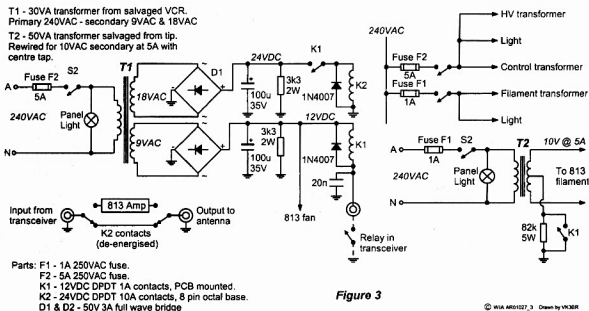 T1 - 30VA transformer from salvaged VCR.
Primary 240VAC - secondary 9VAC & 18VAC
T2 - 50VA transformer salvaged from tip.
Rewired for 10VAC secondary at 5A with
centre tap.
A
Fuse F2
5A
S2
240VAC
Panel
Light
N
T1
18VAC
9VAC
D1
24VDC
100u
35V
3k3
2W
K1
1N4007
K2
12VDC
100u
35V
3k3
2W
1N4007
K1
20n
813 fan
Relay in
transceiver
240VAC
Fuse F2
5A
Fuse F1
1A
HV transformer
Light
Control transformer
Filament transformer
Light
A
Fuse F1
1A
S2
240VAC
Panel
Light
N
T2
10V @ 5A
To 813
filament
82k
5W
K1
Input from
transceiver
813 Amp
K2 contacts
(de-energised)
Output to
antenna
Parts: F1 - 1A 250VAC fuse.
F2 - 5A 250VAC fuse.
K1 - 12VDC DPDT 1A contacts, PCB mounted.
K2 - 24VDC DPDT 10A contacts, 8 pin octal base.
D1 & D2 - 50V 3A full wave bridge
Figure 3
© WIA AR01027_3 Drawn by VK3BR